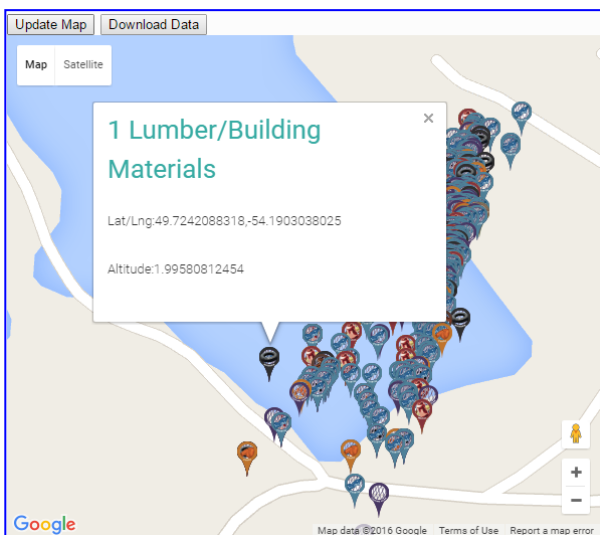 Update Map Download Data
Map Satellite
1 Lumber/Building
Materials
Lat/Lng:49.7242088318,-54.1903038025
Altitude:1.99580812454
Google
Map data ©2016 Google Terms of Use Report a map error